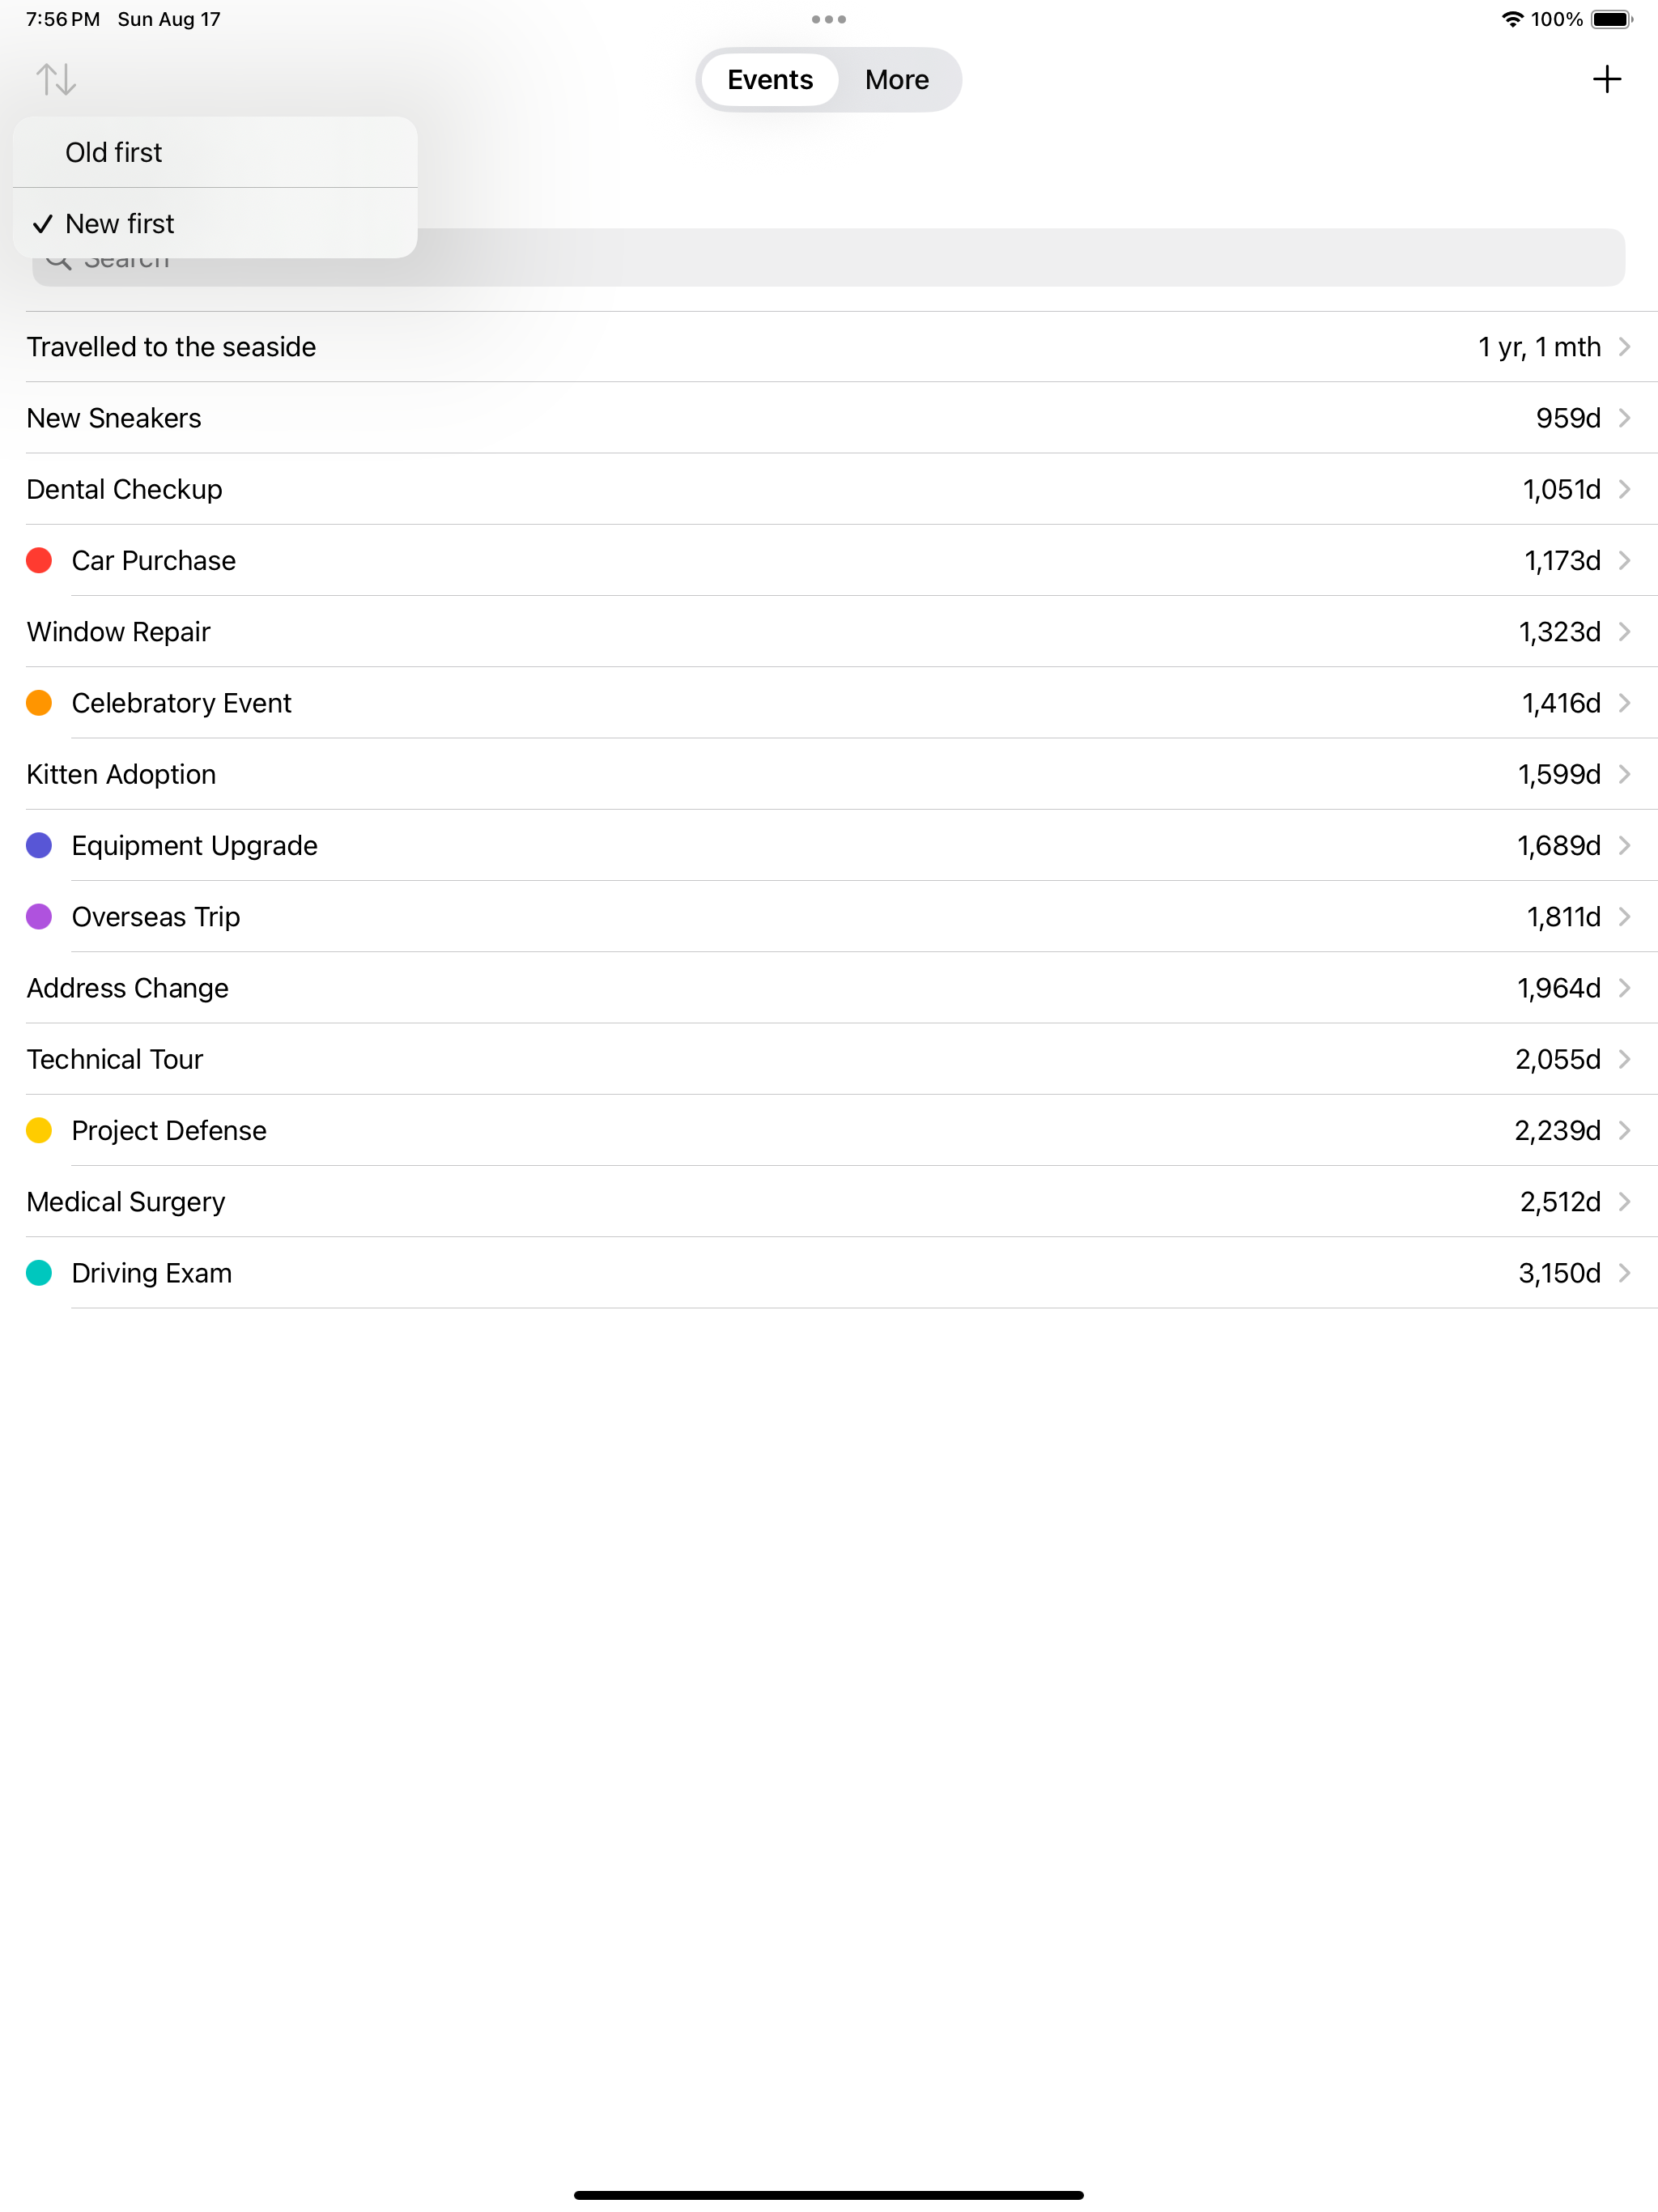 7:56 PM Sun Aug 17
100%
Events More
Old first
New first
Search
Travelled to the seaside 1 yr, 1 mth
New Sneakers 959d
Dental Checkup 1,051d
Car Purchase 1,173d
Window Repair 1,323d
Celebratory Event 1,416d
Kitten Adoption 1,599d
Equipment Upgrade 1,689d
Overseas Trip 1,811d
Address Change 1,964d
Technical Tour 2,055d
Project Defense 2,239d
Medical Surgery 2,512d
Driving Exam 3,150d